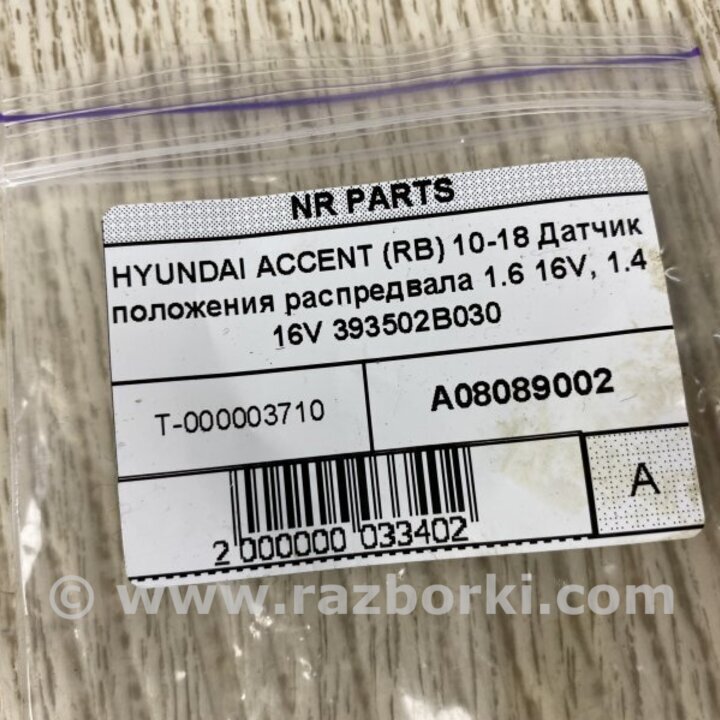 NR PARTS
HYUNDAI ACCENT (RB) 10-18 Датчик
положения распредвала 1.6 16V, 1.4
16V 393502B030
T-000003710
A08089002
A
2 000000 033402
© www.razborki.com